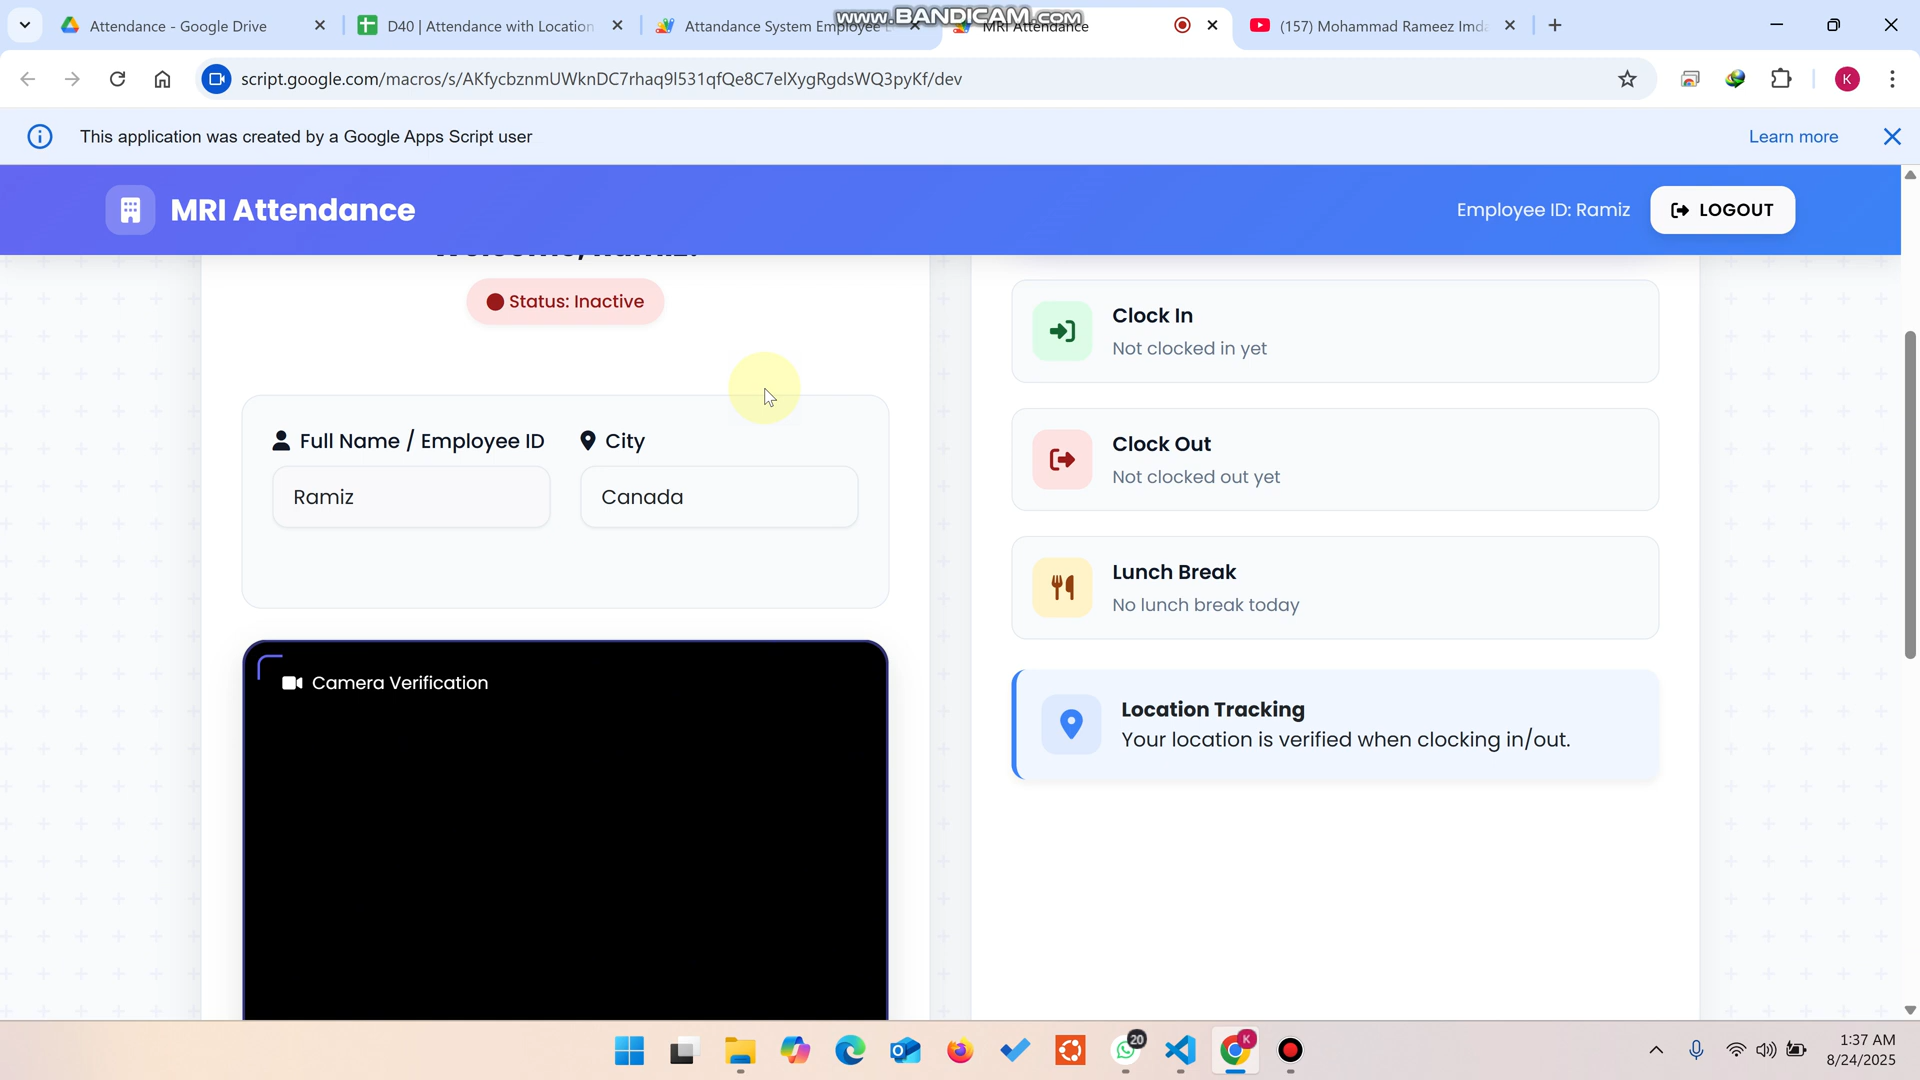 Attendance - Google Drive
D40 | Attendance with Location
Attandance System Employee
MRI Attendance
(157) Mohammad Rameez Imda
www.BANDICAM.com
script.google.com/macros/s/AKfycbznmUWknDC7rhaq9I531qfQe8C7elXygRgdsWQ3pyKf/dev
K
This application was created by a Google Apps Script user
Learn more
MRI Attendance
Employee ID: Ramiz
LOGOUT
Status: Inactive
Full Name / Employee ID
City
Ramiz
Canada
Camera Verification
Clock In
Not clocked in yet
Clock Out
Not clocked out yet
Lunch Break
No lunch break today
Location Tracking
Your location is verified when clocking in/out.
20
K
1:37 AM
8/24/2025